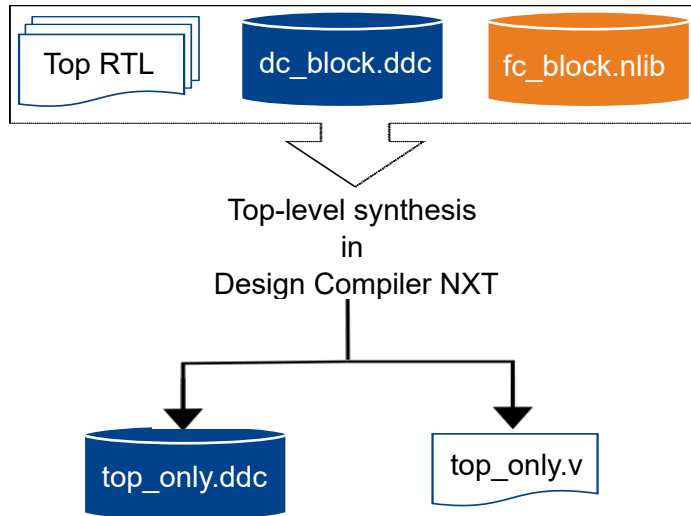 Top RTL
dc_block.ddc
fc_block.nlib
Top-level synthesis
in
Design Compiler NXT
top_only.ddc
top_only.v